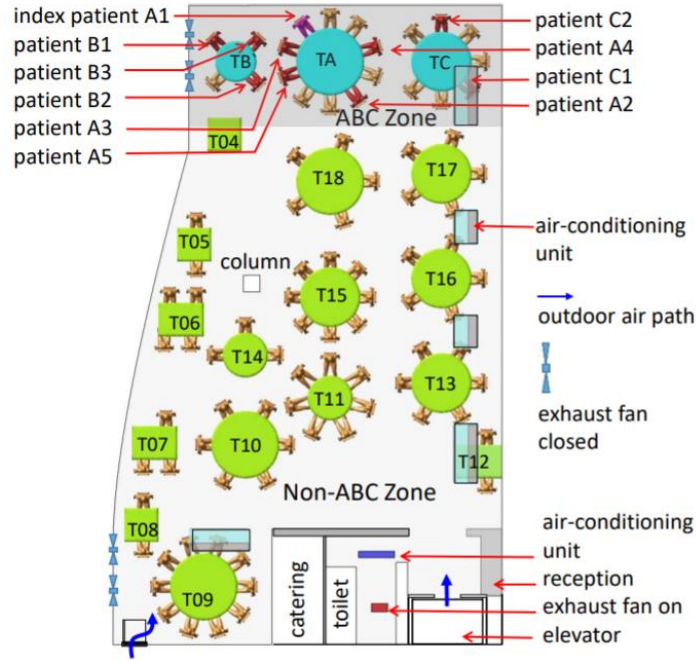 index patient A1
patient B1
patient B3
patient B2
patient A3
patient A5
patient C2
patient A4
patient C1
patient A2
TB
TA
TC
ABC Zone
T04
T18
T17
T05
column
T15
T16
T06
T14
T11
T13
T07
T10
T12
Non-ABC Zone
T08
T09
catering
toilet
air-conditioning
unit
outdoor air path
exhaust fan
closed
air-conditioning
unit
reception
exhaust fan on
elevator